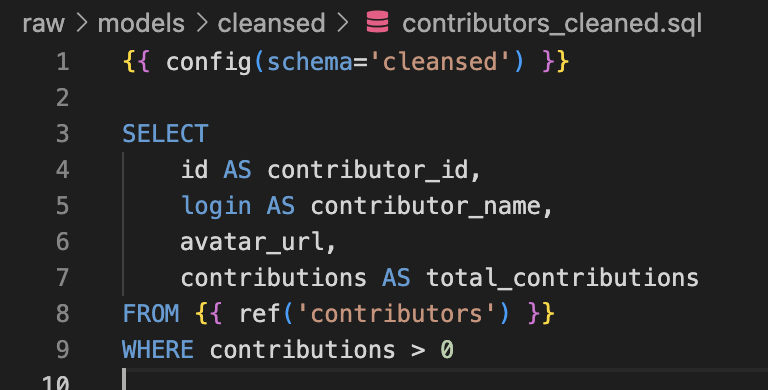 raw > models > cleansed > contributors_cleaned.sql
1 {{ config(schema='cleansed') }}
2
3 SELECT
4 id AS contributor_id,
5 login AS contributor_name,
6 avatar_url,
7 contributions AS total_contributions
8 FROM {{ ref('contributors') }}
9 WHERE contributions > 0
10